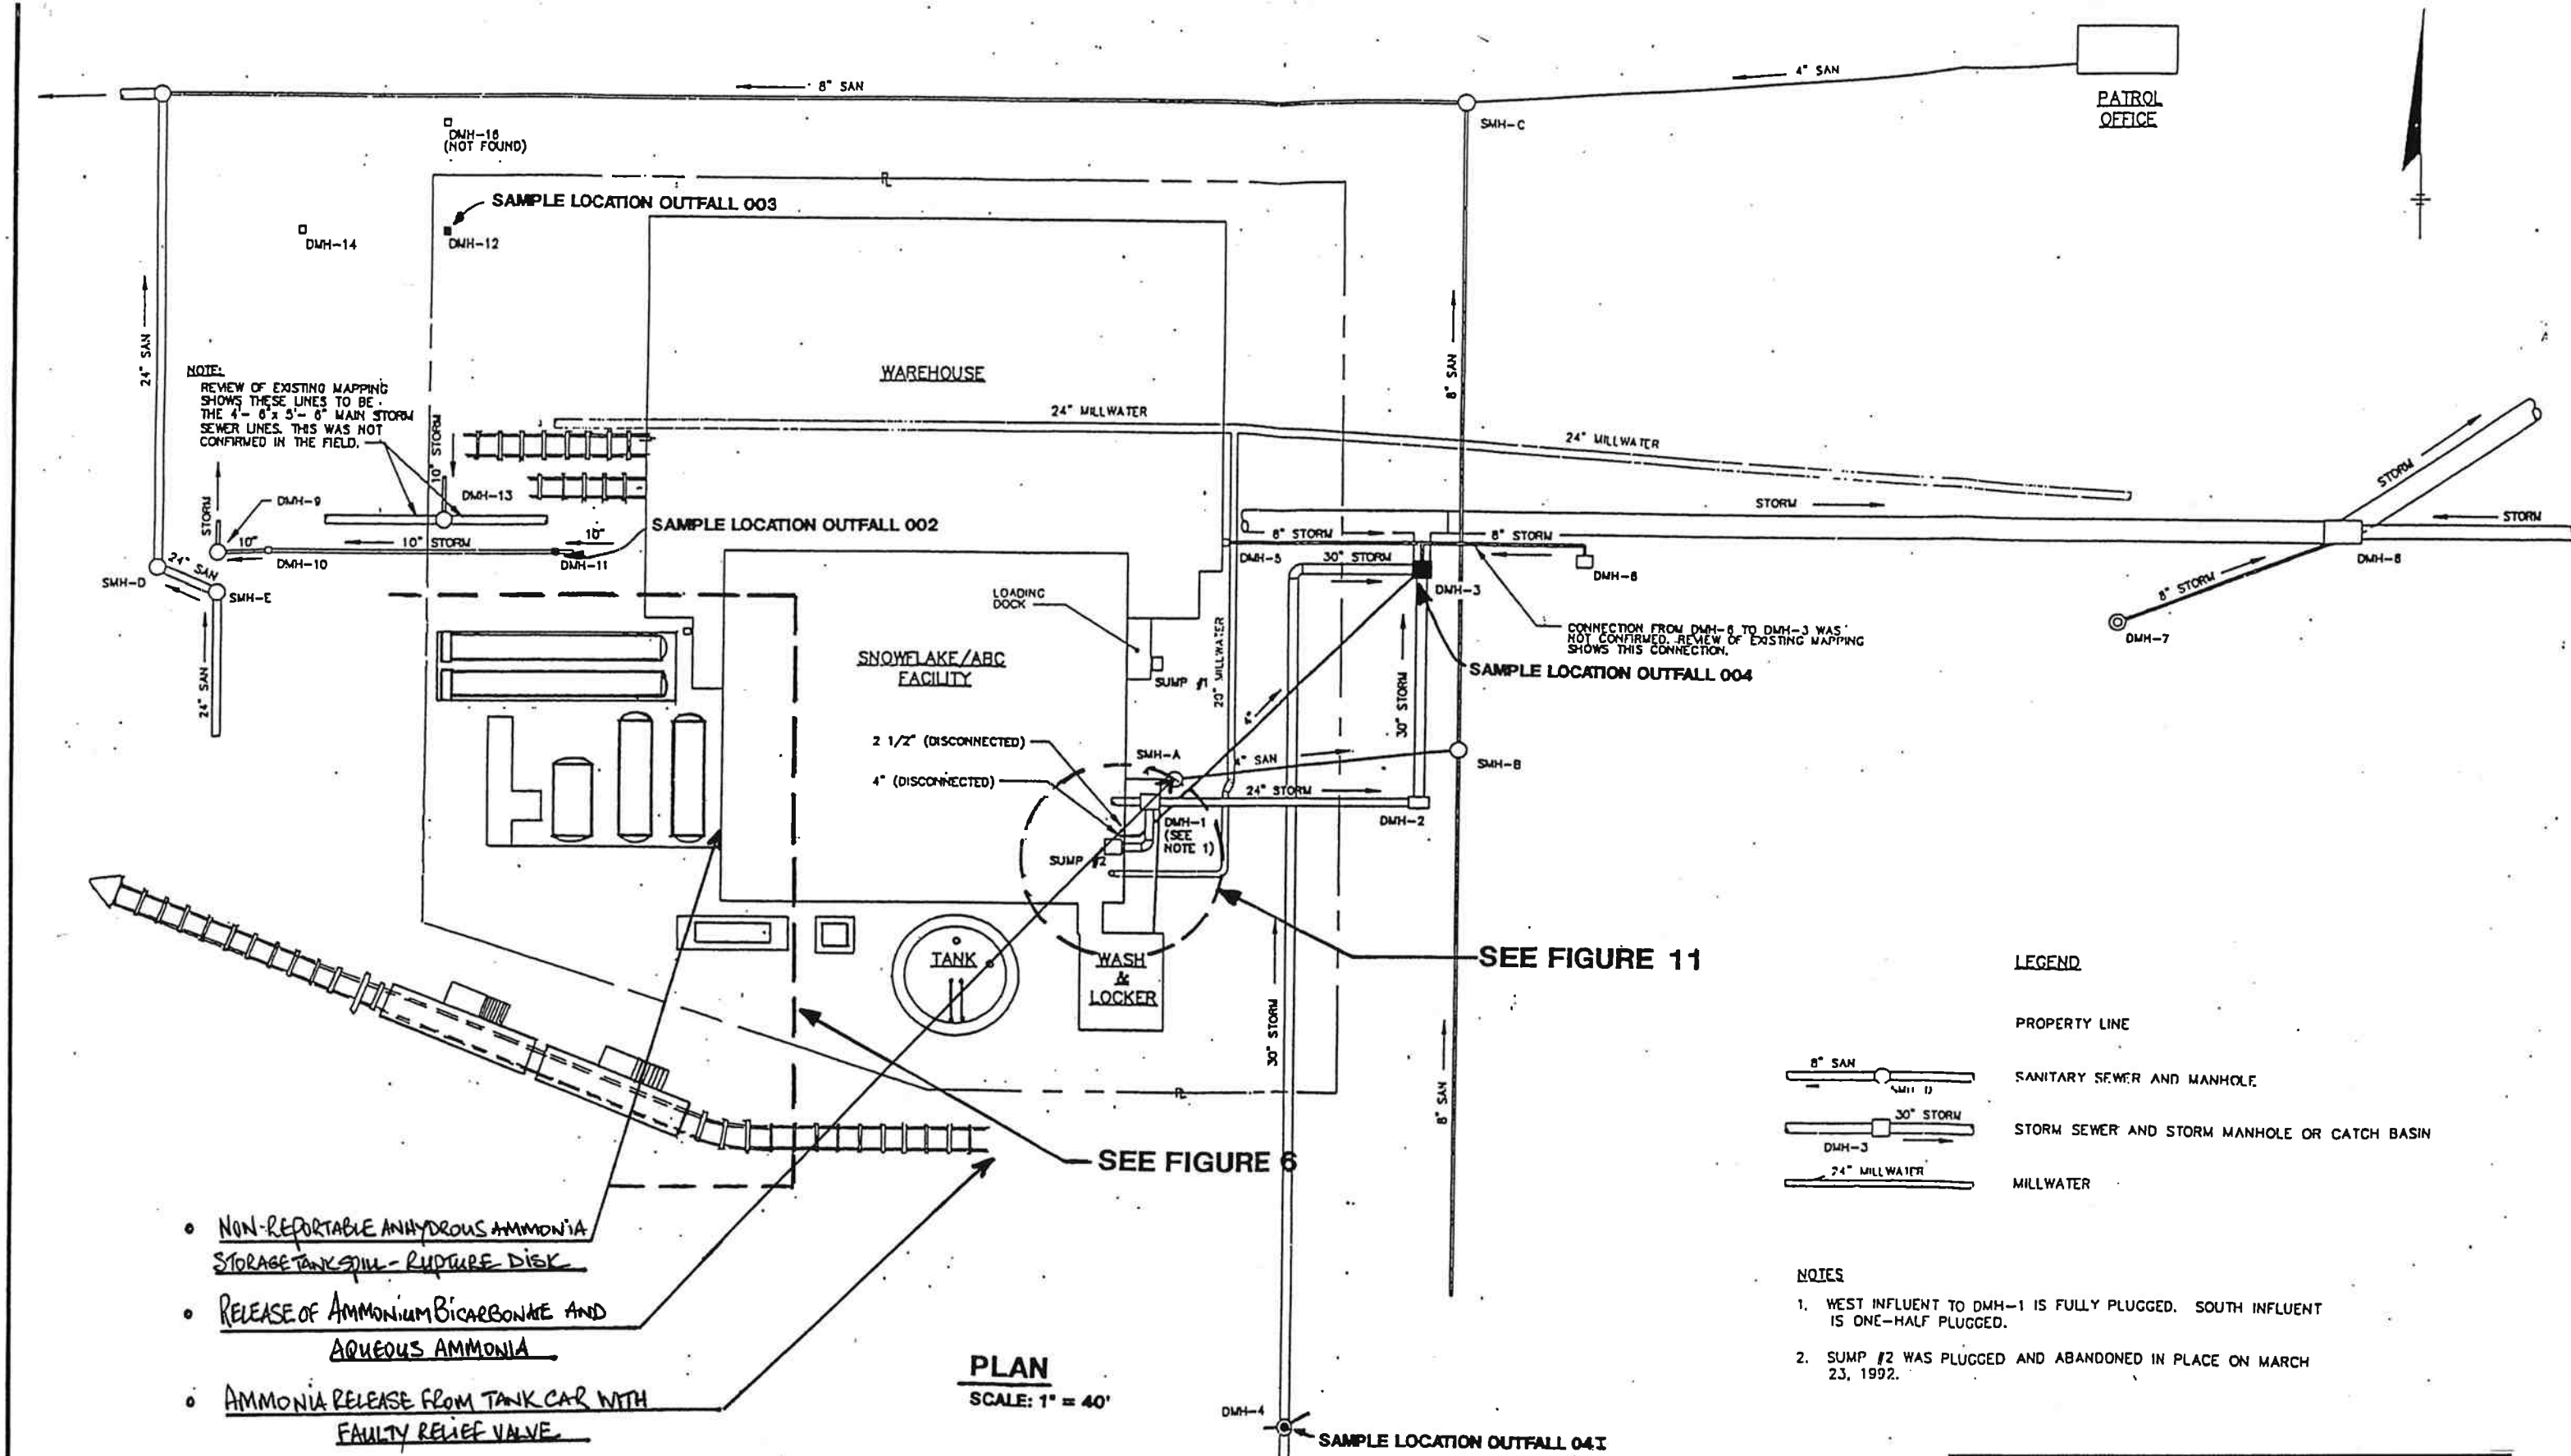 8" SAN
4" SAN
PATROL
OFFICE
SMH-C
DMH-16
(NOT FOUND)
PL
SAMPLE LOCATION OUTFALL 003
DMH-14
DMH-12
24" SAN
8" SAN
WAREHOUSE
NOTE:
REVIEW OF EXISTING MAPPING
SHOWS THESE LINES TO BE
THE 4'- 6" x 5'- 6" MAIN STORM
SEWER LINES. THIS WAS NOT
CONFIRMED IN THE FIELD.
10" STORM
24" MILLWATER
24" MILLWATER
DMH-13
DMH-9
STORM
SAMPLE LOCATION OUTFALL 002
STORM
STORM
STORM
10"
10" STORM
10"
8" STORM
8" STORM
DMH-10
DMH-11
DMH-5
30" STORM
DMH-6
DMH-8
SMH-D
24" SAN
SMH-E
DMH-3
8" STORM
LOADING
DOCK
CONNECTION FROM DMH-6 TO DMH-3 WAS
NOT CONFIRMED. REVIEW OF EXISTING MAPPING
SHOWS THIS CONNECTION.
DMH-7
SNOWFLAKE/ABC
FACILITY
20" MILLWATER
SAMPLE LOCATION OUTFALL 004
SUMP #1
24" SAN
30" STORM
2 1/2" (DISCONNECTED)
SMH-A
4" SAN
SMH-B
4" (DISCONNECTED)
24" STORM
DMH-1
(SEE
NOTE 1)
DMH-2
SUMP #2
SEE FIGURE 11
TANK
WASH
&
LOCKER
30" STORM
LEGEND
PROPERTY LINE
8" SAN
SANITARY SEWER AND MANHOLE
PL
8" SAN
30" STORM
STORM SEWER AND STORM MANHOLE OR CATCH BASIN
DMH-3
SEE FIGURE 6
24" MILLWATER
MILLWATER
• NON-REPORTABLE ANHYDROUS AMMONIA
STORAGE TANK SPILL - RUPTURE DISK
• RELEASE OF AMMONIUM BICARBONATE AND
AQUEOUS AMMONIA
• AMMONIA RELEASE FROM TANK CAR WITH
FAULTY RELIEF VALVE
PLAN
SCALE: 1" = 40'
NOTES
1. WEST INFLUENT TO DMH-1 IS FULLY PLUGGED. SOUTH INFLUENT
IS ONE-HALF PLUGGED.
2. SUMP #2 WAS PLUGGED AND ABANDONED IN PLACE ON MARCH
23, 1992.
DMH-4
SAMPLE LOCATION OUTFALL 04I